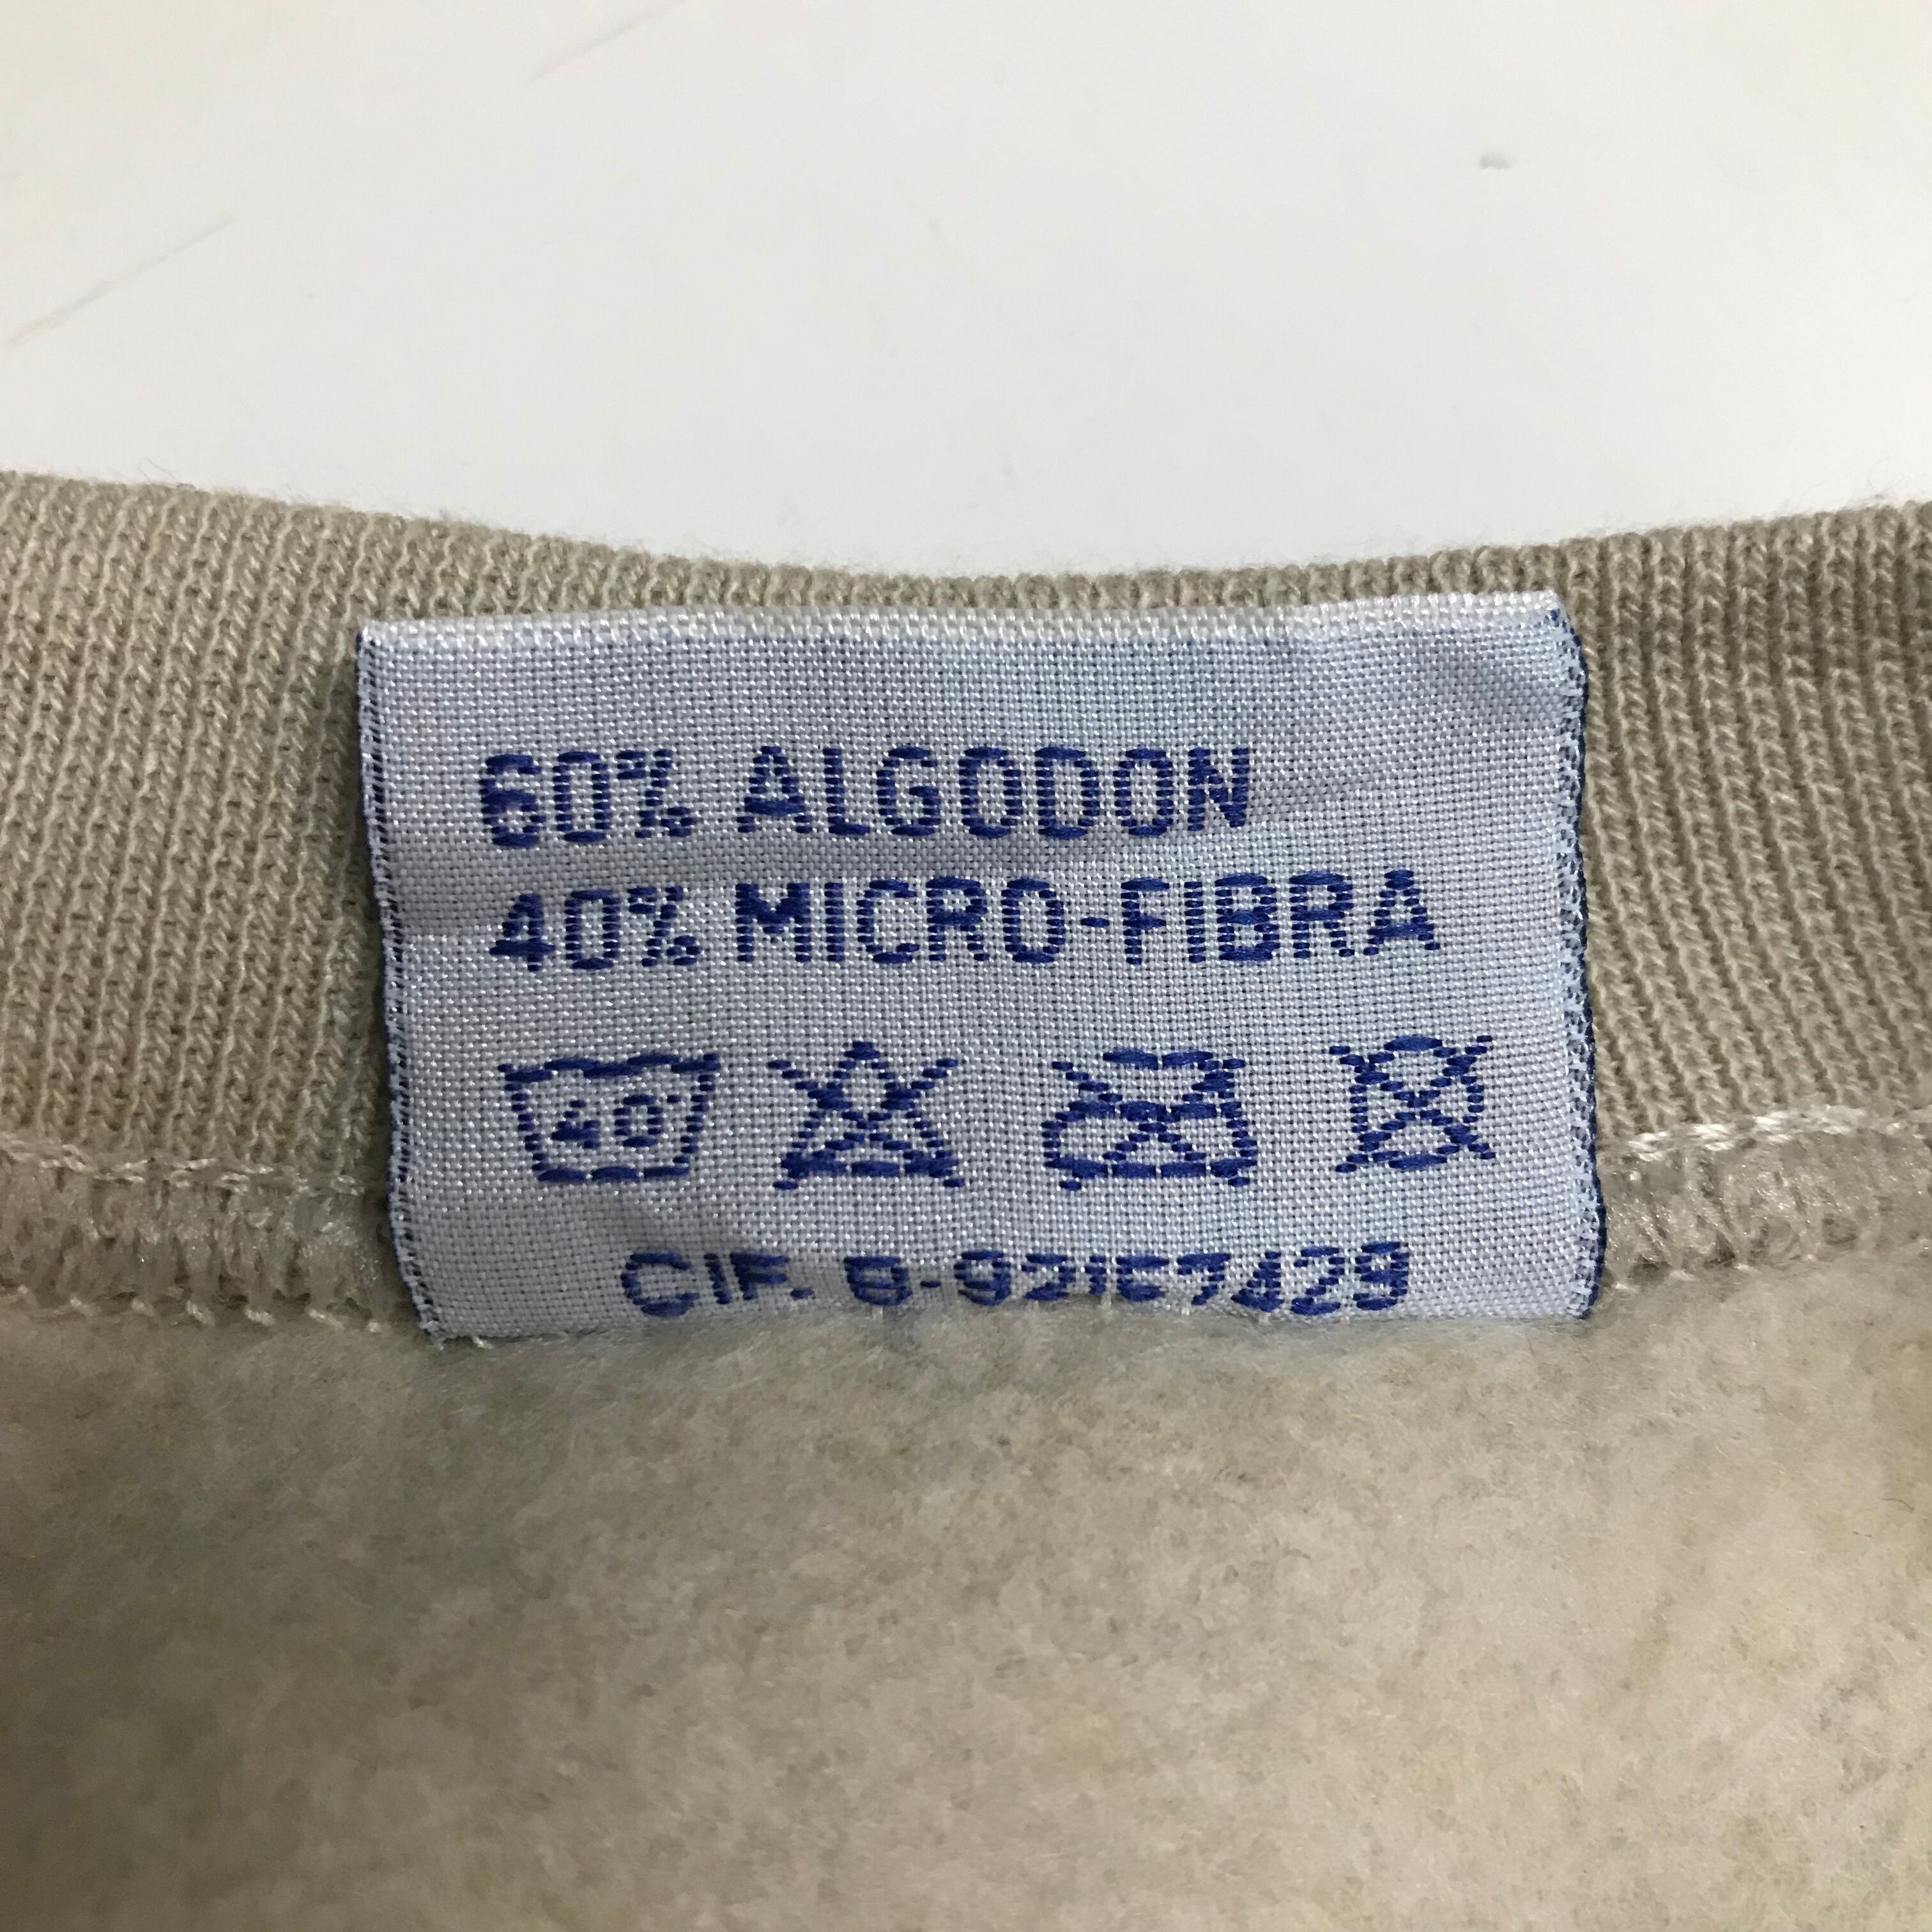 60% ALGODON
40% MICRO-FIBRA
40°
CIF. B-92157429